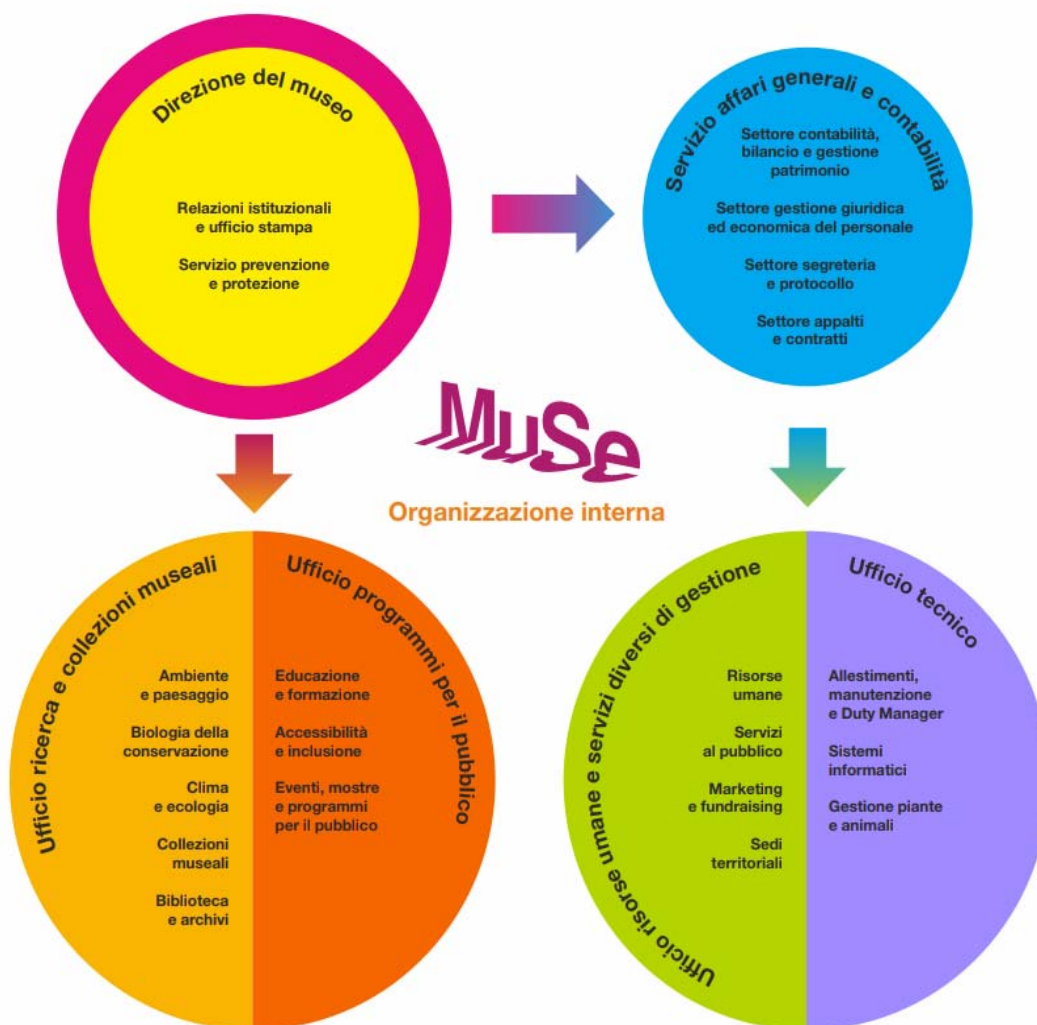 Direzione del museo
Relazioni istituzionali
e ufficio stampa
Servizio prevenzione
e protezione
Servizio affari generali e contabilità
Settore contabilità,
bilancio e gestione
patrimonio
Settore gestione giuridica
ed economica del personale
Settore segreteria
e protocollo
Settore appalti
e contratti
MuSe
Organizzazione interna
Ufficio ricerca e collezioni museali
Ambiente
e paesaggio
Biologia della
conservazione
Clima
e ecologia
Collezioni
museali
Biblioteca
e archivi
Ufficio programmi per il pubblico
Educazione
e formazione
Accessibilità
e inclusione
Eventi, mostre
e programmi
per il pubblico
Ufficio risorse umane e servizi diversi di gestione
Risorse
umane
Servizi
al pubblico
Marketing
e fundraising
Sedi
territoriali
Ufficio tecnico
Allestimenti,
manutenzione
e Duty Manager
Sistemi
informatici
Gestione piante
e animali